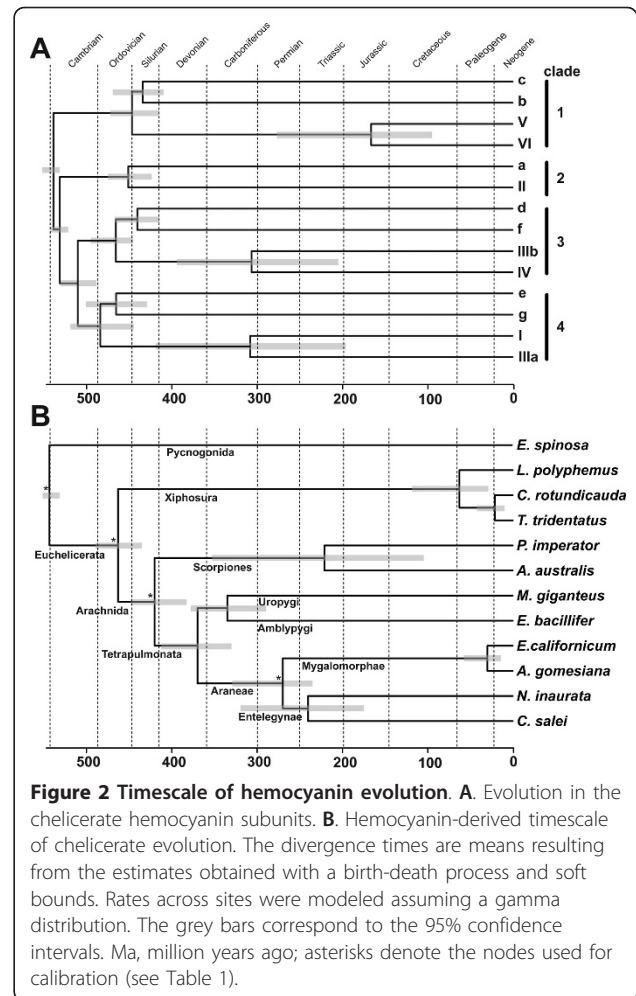 A
Cambriam Ordovician Silurian Devonian Carboniferous Permian Triassic Jurassic Cretaceous Paleogene Neogene
clade
c
b
V
VI
1
a
II
2
d
f
IIIb
IV
3
e
g
I
IIIa
4
500 400 300 200 100 0
B
E. spinosa
Pycnogonida
L. polyphemus
Xiphosura
C. rotundicauda
T. tridentatus
*
*
Euchelicerata
P. imperator
Scorpiones
A. australis
*
Arachnida
M. giganteus
Uropygi
E. bacillifer
Amblypygi
Tetrapulmonata
E.californicum
Mygalomorphae
A. gomesiana
*
Araneae
N. inaurata
Entelegynae
C. salei
500 400 300 200 100 0
Figure 2 Timescale of hemocyanin evolution. A. Evolution in the
chelicerate hemocyanin subunits. B. Hemocyanin-derived timescale
of chelicerate evolution. The divergence times are means resulting
from the estimates obtained with a birth-death process and soft
bounds. Rates across sites were modeled assuming a gamma
distribution. The grey bars correspond to the 95% confidence
intervals. Ma, million years ago; asterisks denote the nodes used for
calibration (see Table 1).